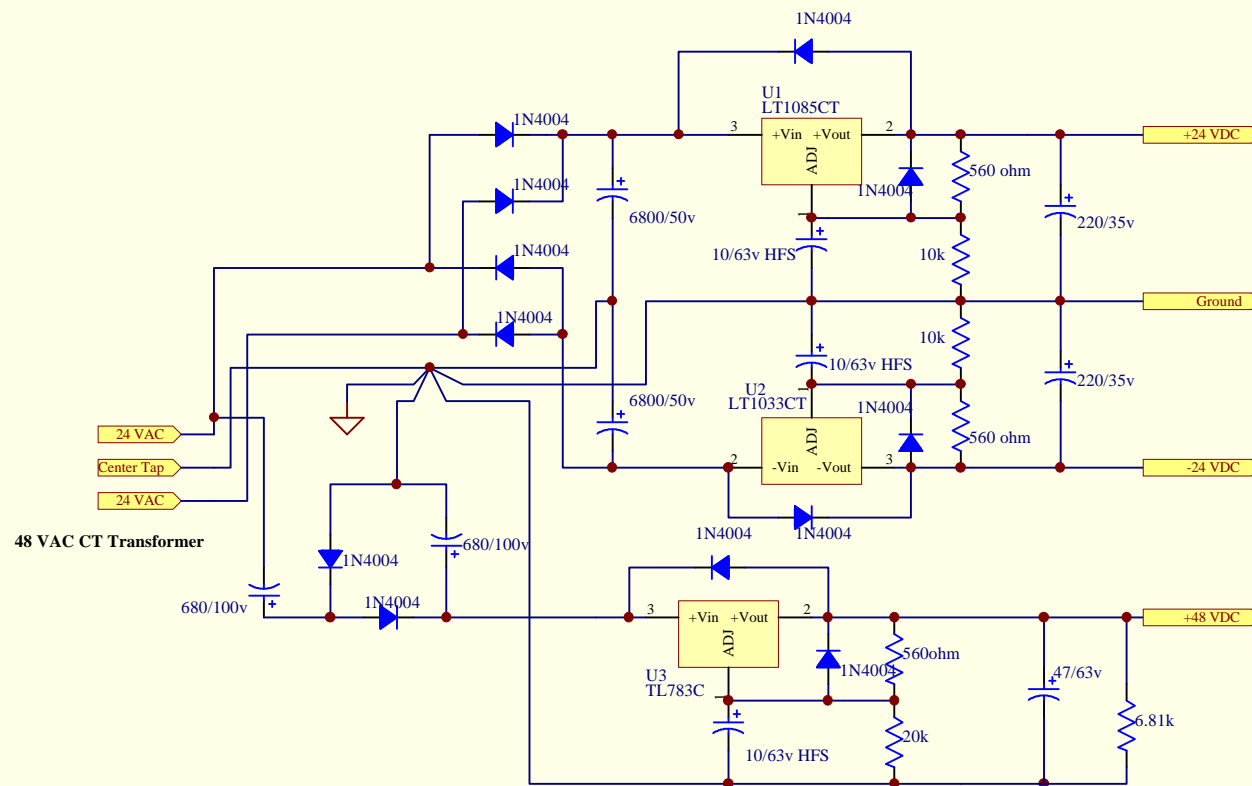 1N4004
U1
LT1085CT
1N4004
3
+Vin
+Vout
2
+24 VDC
ADJ
560 ohm
1N4004
1N4004
6800/50v
1
220/35v
1N4004
10/63v HFS
10k
Ground
1N4004
10k
10/63v HFS
220/35v
U2
1
LT1033CT
1N4004
6800/50v
24 VAC
ADJ
560 ohm
Center Tap
2
-Vin
-Vout
3
-24 VDC
24 VAC
48 VAC CT Transformer
1N4004
1N4004
680/100v
1N4004
680/100v
1N4004
3
+Vin
+Vout
2
+48 VDC
ADJ
560ohm
U3
TL783C
1N4004
1
47/63v
10/63v HFS
20k
6.81k